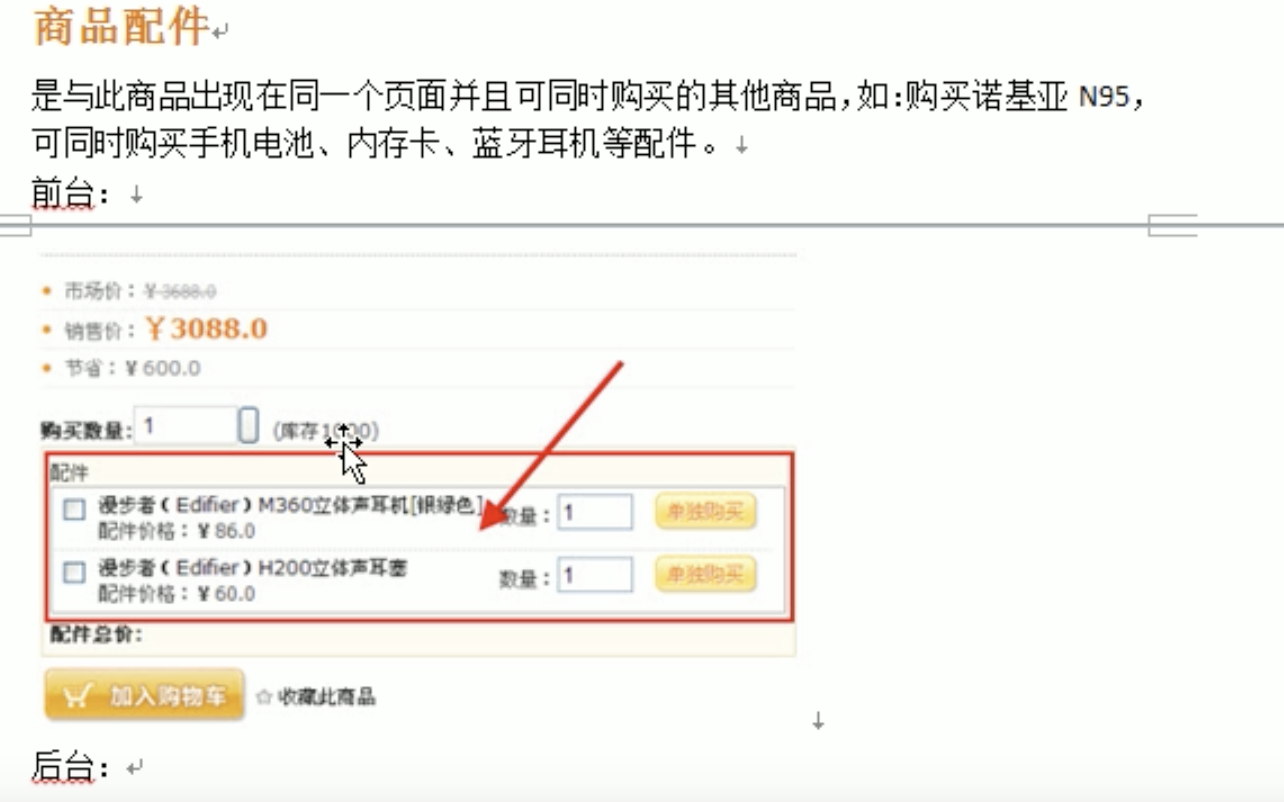 商品配件
是与此商品出现在同一个页面并且可同时购买的其他商品,如:购买诺基亚 N95,
可同时购买手机电池、内存卡、蓝牙耳机等配件。
前台:
市场价:¥3688.0
销售价:¥3088.0
节省:¥600.0
购买数量: 1 (库存1000)
配件
漫步者(Edifier)M360立体声耳机[银绿色] 数量: 1 单独购买
配件价格:¥86.0
漫步者(Edifier)H200立体声耳塞 数量: 1 单独购买
配件价格:¥60.0
配件总价:
加入购物车 ☆收藏此商品
后台: